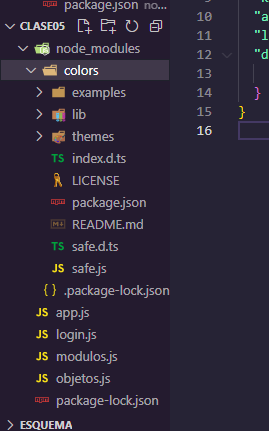 package.json
CLASE05
node_modules
colors
examples
lib
themes
TS index.d.ts
LICENSE
package.json
README.md
TS safe.d.ts
JS safe.js
{} .package-lock.json
JS app.js
JS login.js
JS modulos.js
JS objetos.js
package-lock.json
ESQUEMA
10 "a
11 "l
12 "d
13
14 }
15 }
16